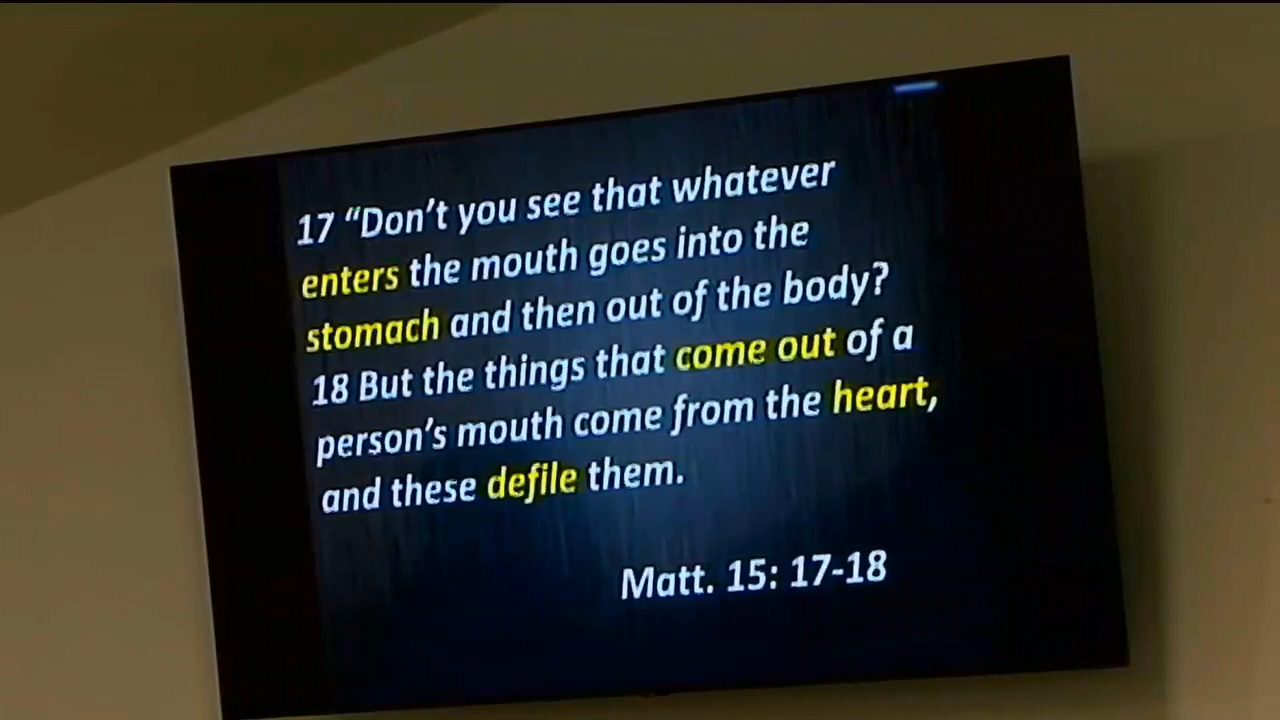 17 “Don’t you see that whatever
enters the mouth goes into the
stomach and then out of the body?
18 But the things that come out of a
person’s mouth come from the heart,
and these defile them.
Matt. 15: 17-18